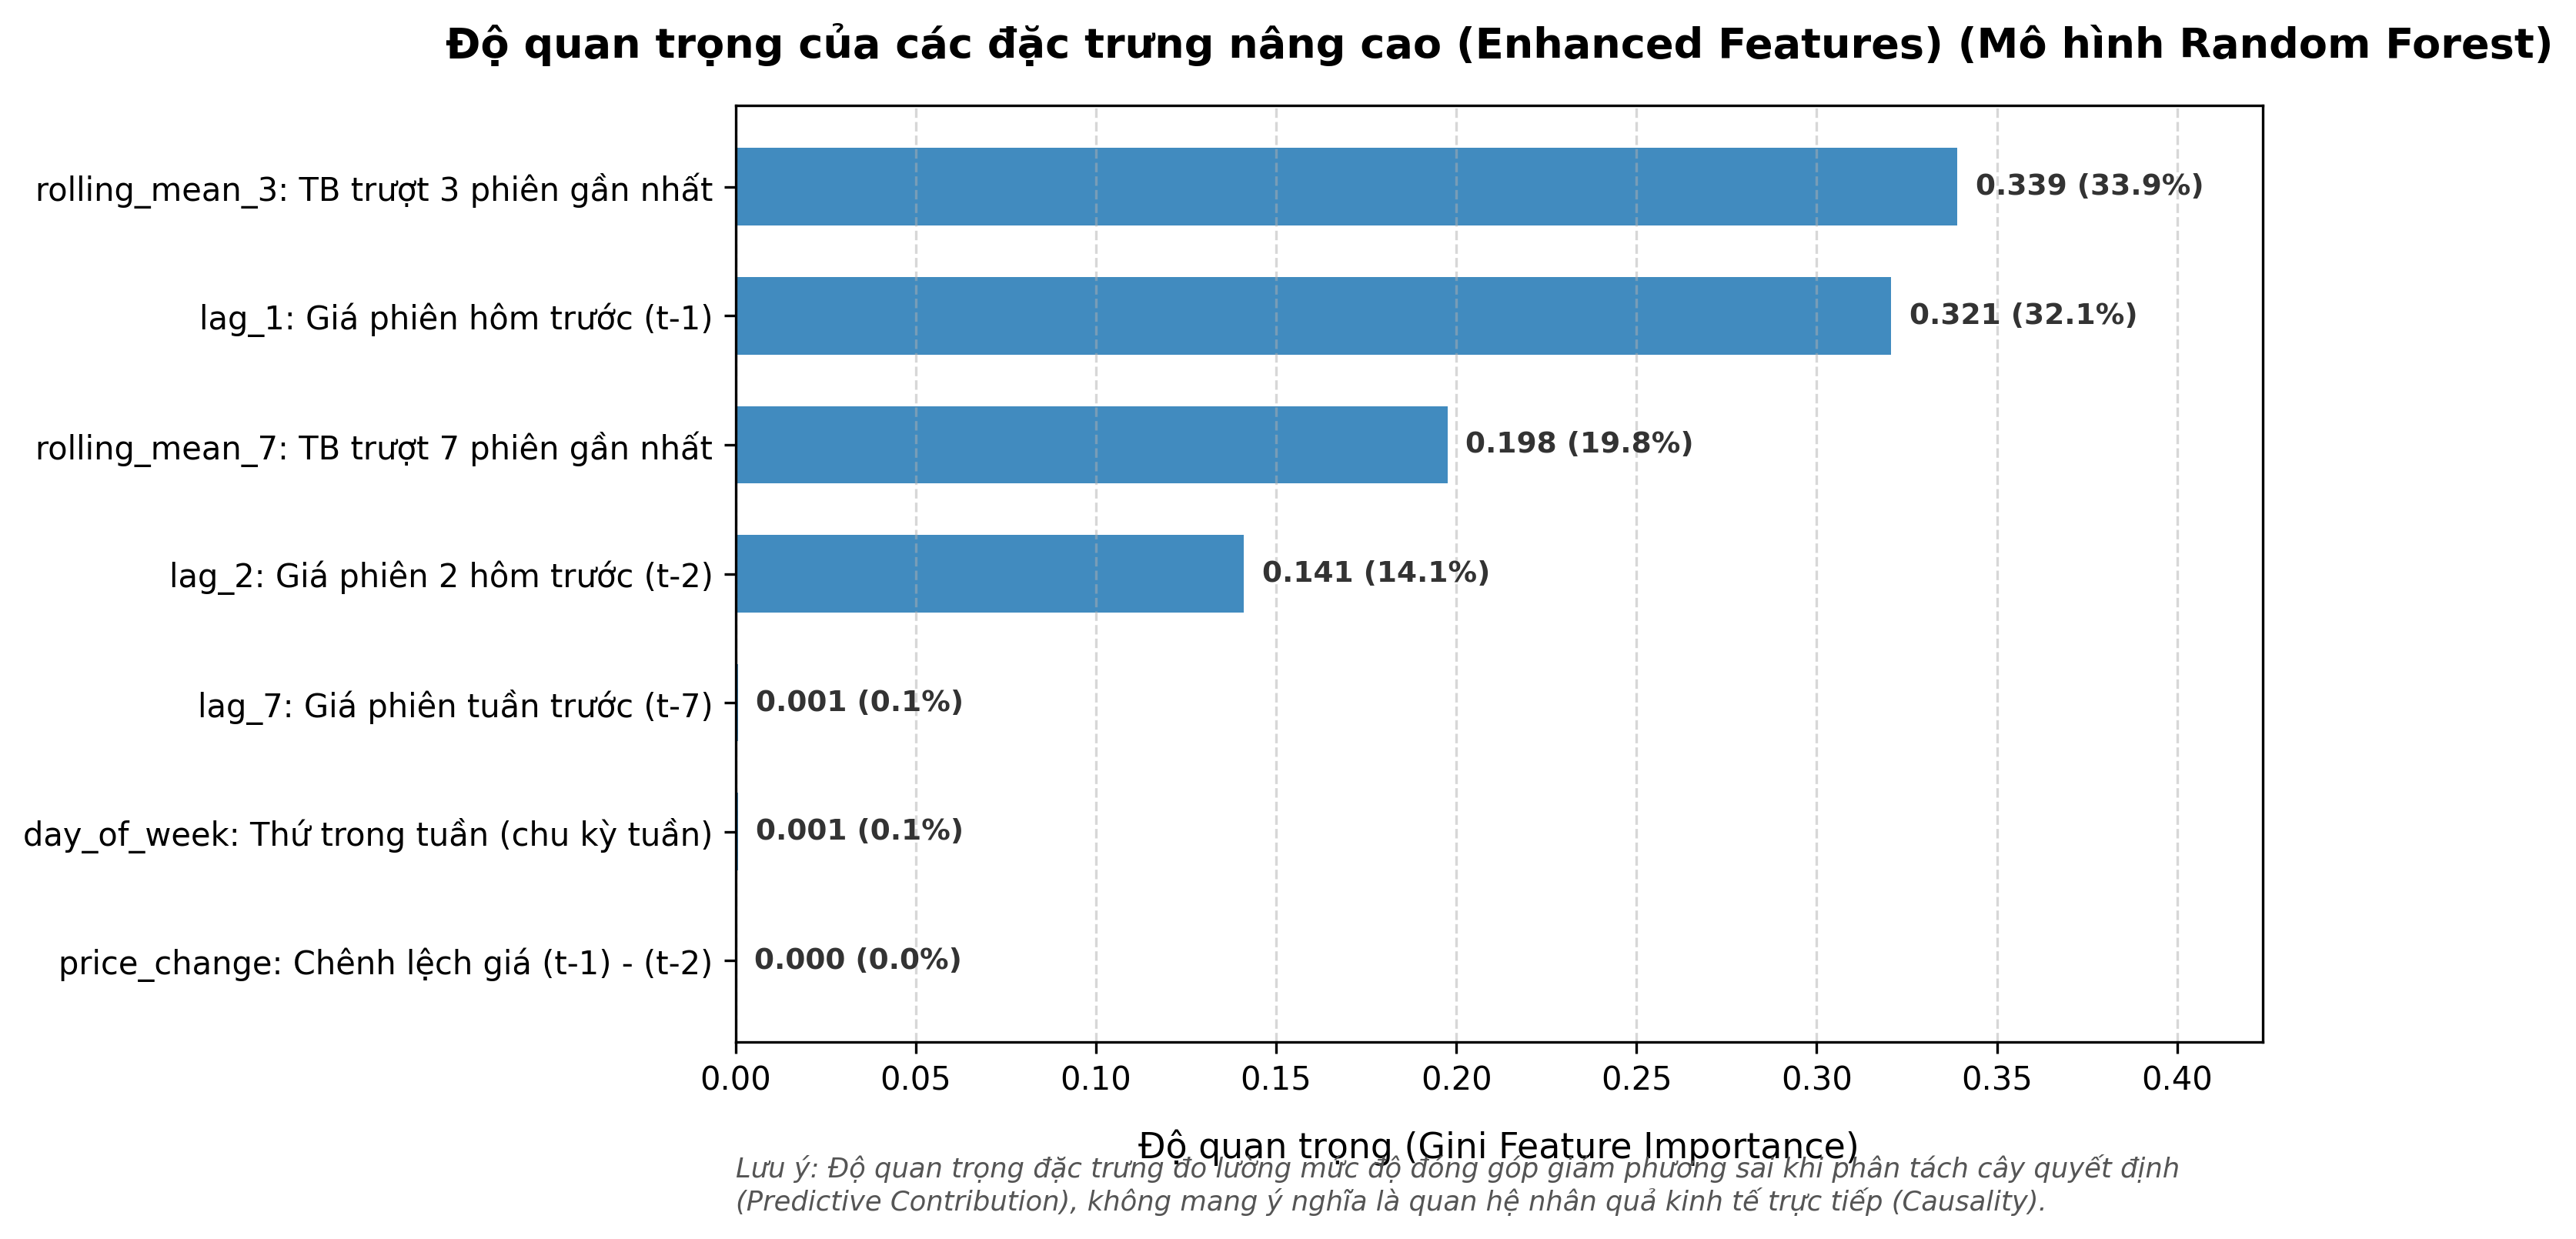 Độ quan trọng của các đặc trưng nâng cao (Enhanced Features) (Mô hình Random Forest)
rolling_mean_3: TB trượt 3 phiên gần nhất
0.339 (33.9%)
lag_1: Giá phiên hôm trước (t-1)
0.321 (32.1%)
rolling_mean_7: TB trượt 7 phiên gần nhất
0.198 (19.8%)
lag_2: Giá phiên 2 hôm trước (t-2)
0.141 (14.1%)
lag_7: Giá phiên tuần trước (t-7)
0.001 (0.1%)
day_of_week: Thứ trong tuần (chu kỳ tuần)
0.001 (0.1%)
price_change: Chênh lệch giá (t-1) - (t-2)
0.000 (0.0%)
0.00 0.05 0.10 0.15 0.20 0.25 0.30 0.35 0.40
Độ quan trọng (Gini Feature Importance)
Lưu ý: Độ quan trọng đặc trưng đo lường mức độ đóng góp giảm phương sai khi phân tách cây quyết định
(Predictive Contribution), không mang ý nghĩa là quan hệ nhân quả kinh tế trực tiếp (Causality).